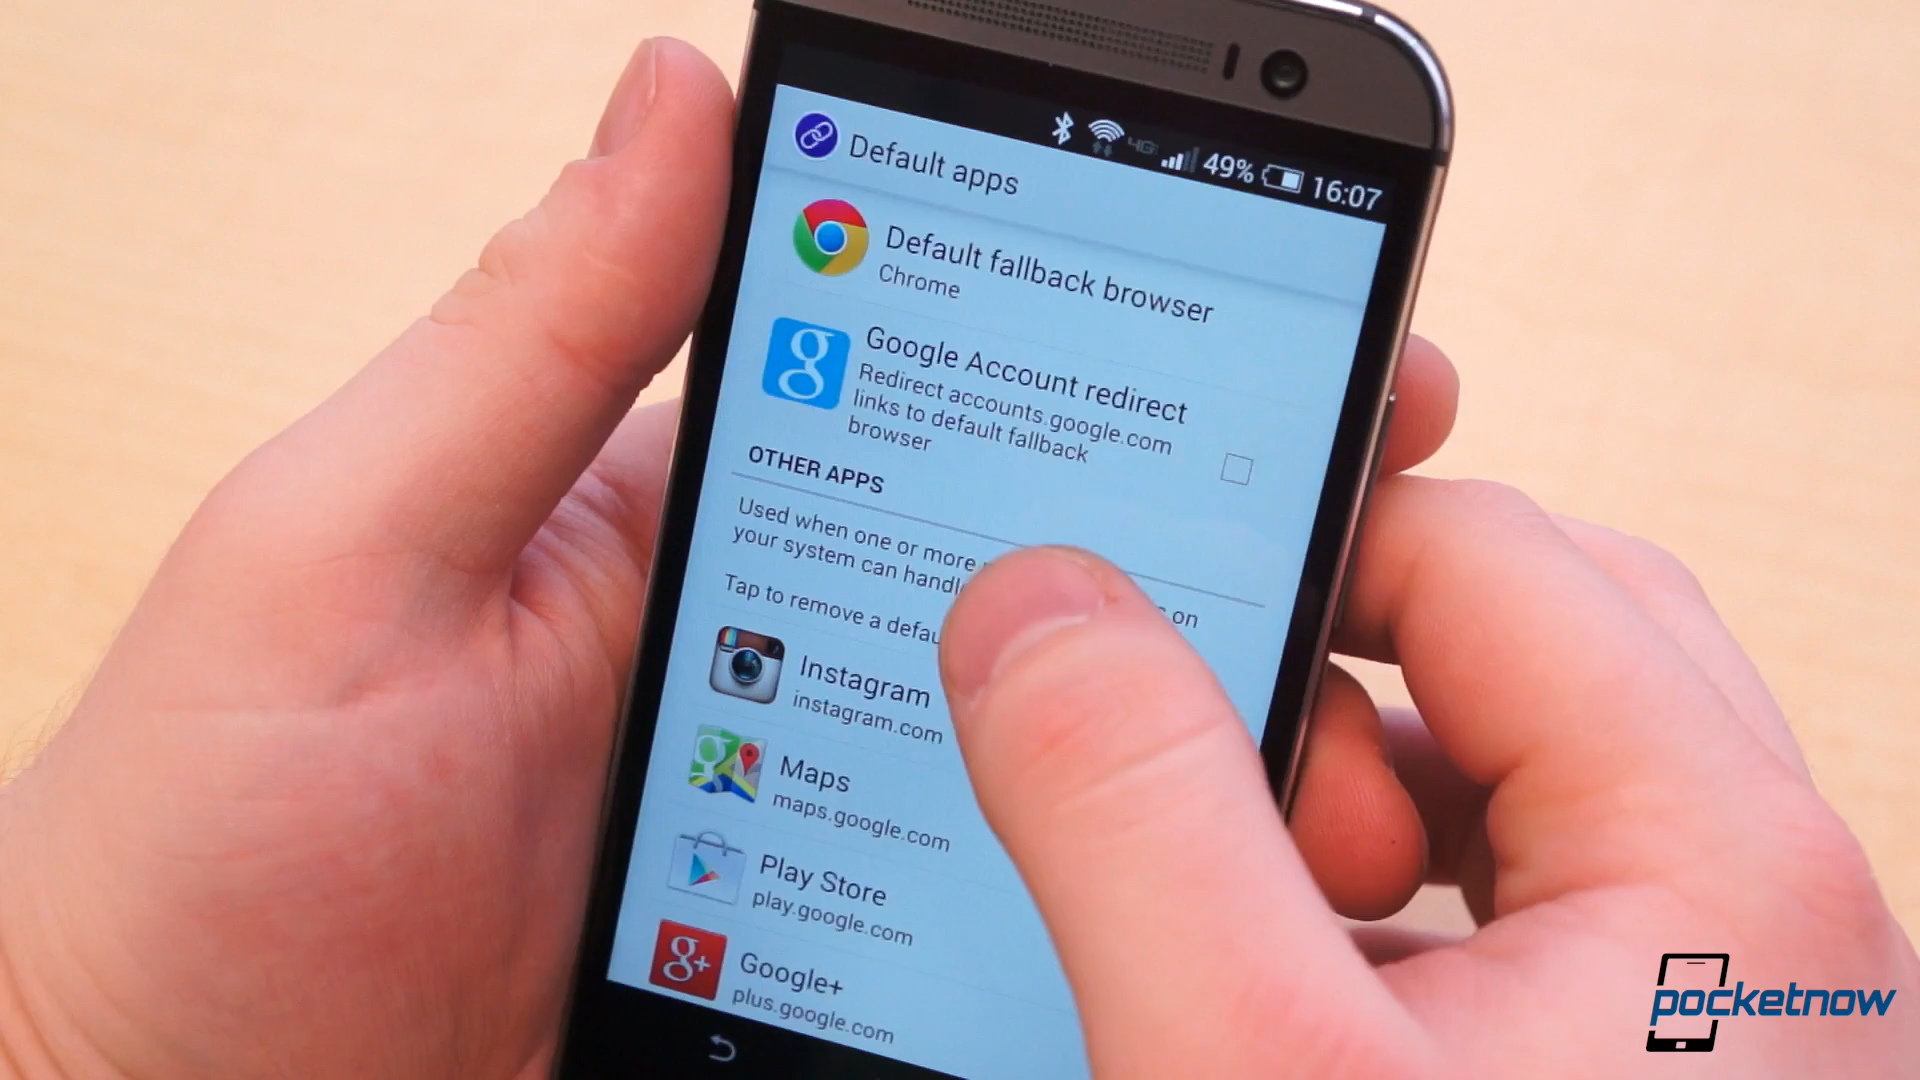 4G
49%
16:07
Default apps
Default fallback browser
Chrome
Google Account redirect
Redirect accounts.google.com
links to default fallback
browser
OTHER APPS
Used when one or more
on
your system can
Tap to remove a
Instagram
instagram.com
Maps
maps.google.com
Play Store
play.google.com
Google+
plus.google.com
pocketnow